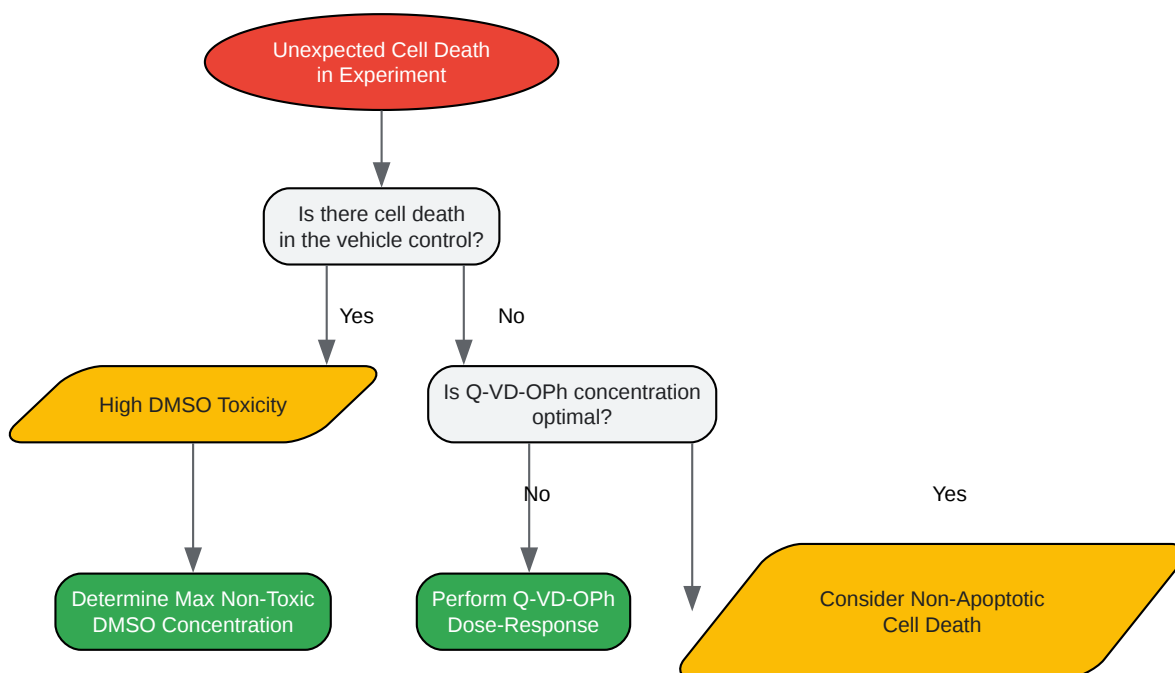 Unexpected Cell Death
in Experiment
Is there cell death
in the vehicle control?
Yes
No
High DMSO Toxicity
Is Q-VD-OPh concentration
optimal?
No
Yes
Determine Max Non-Toxic
DMSO Concentration
Perform Q-VD-OPh
Dose-Response
Consider Non-Apoptotic
Cell Death